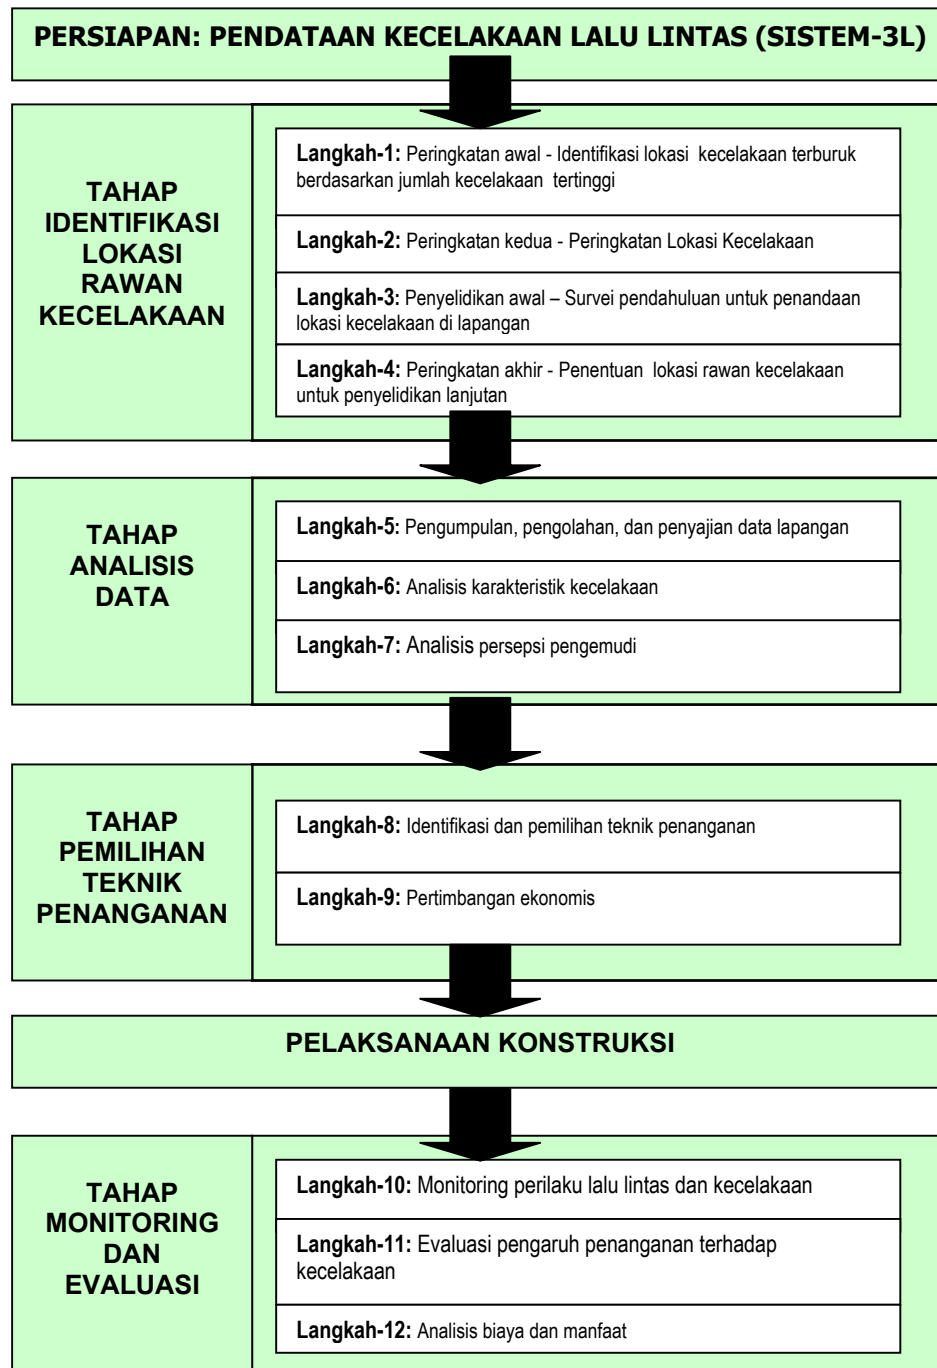 PERSIAPAN: PENDATAAN KECELAKAAN LALU LINTAS (SISTEM-3L)
TAHAP
IDENTIFIKASI
LOKASI
RAWAN
KECELAKAAN
Langkah-1: Peringkatan awal - Identifikasi lokasi kecelakaan terburuk
berdasarkan jumlah kecelakaan tertinggi
Langkah-2: Peringkatan kedua - Peringkatan Lokasi Kecelakaan
Langkah-3: Penyelidikan awal – Survei pendahuluan untuk penandaan
lokasi kecelakaan di lapangan
Langkah-4: Peringkatan akhir - Penentuan lokasi rawan kecelakaan
untuk penyelidikan lanjutan
TAHAP
ANALISIS
DATA
Langkah-5: Pengumpulan, pengolahan, dan penyajian data lapangan
Langkah-6: Analisis karakteristik kecelakaan
Langkah-7: Analisis persepsi pengemudi
TAHAP
PEMILIHAN
TEKNIK
PENANGANAN
Langkah-8: Identifikasi dan pemilihan teknik penanganan
Langkah-9: Pertimbangan ekonomis
PELAKSANAAN KONSTRUKSI
TAHAP
MONITORING
DAN
EVALUASI
Langkah-10: Monitoring perilaku lalu lintas dan kecelakaan
Langkah-11: Evaluasi pengaruh penanganan terhadap
kecelakaan
Langkah-12: Analisis biaya dan manfaat